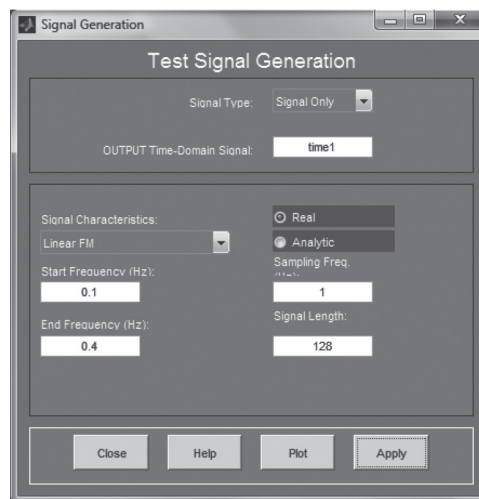 Signal Generation
Test Signal Generation
Signal Type: Signal Only
OUTPUT Time-Domain Signal: time1
Signal Characteristics:
Linear FM
Real
Analytic
Start Frequency (Hz):
0.1
Sampling Freq. (Hz):
1
End Frequency (Hz):
0.4
Signal Length:
128
Close Help Plot Apply